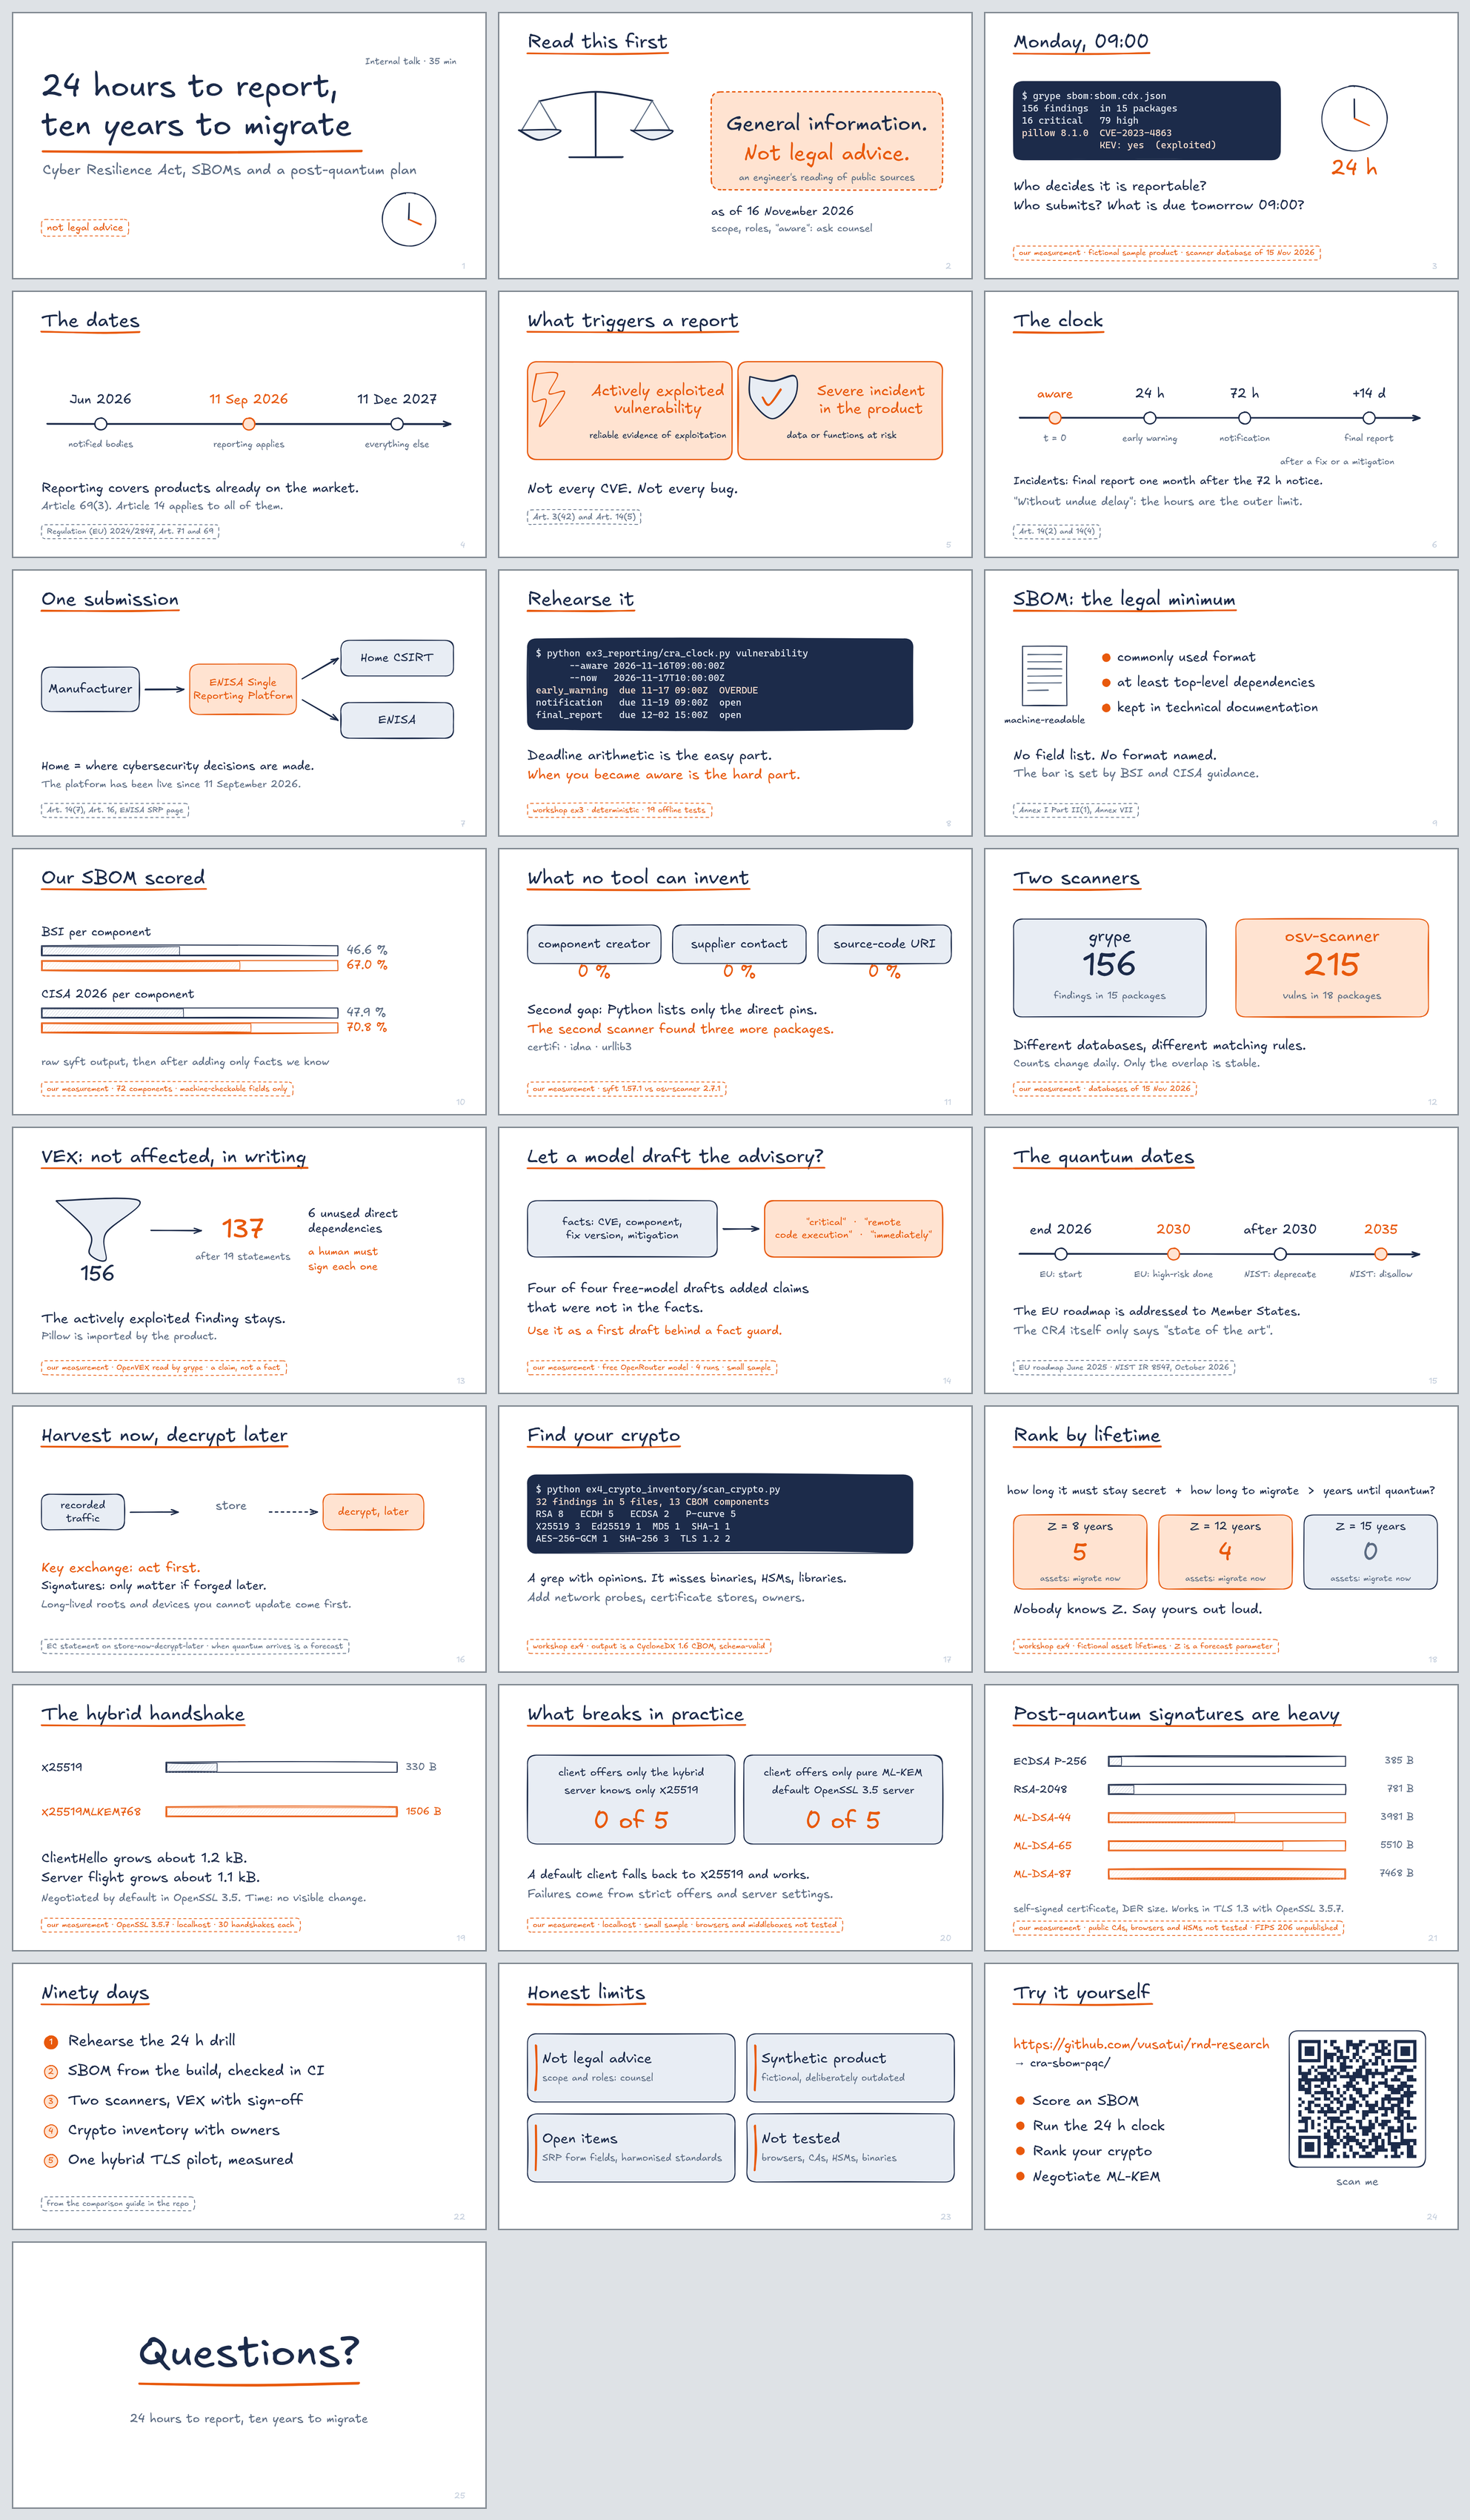 Internal talk · 35 min
24 hours to report,
ten years to migrate
Cyber Resilience Act, SBOMs and a post-quantum plan
not legal advice
1
Read this first
General information.
Not legal advice.
an engineer's reading of public sources
as of 16 November 2026
scope, roles, "aware": ask counsel
2
Monday, 09:00
$ grype sbom:sbom.cdx.json
156 findings  in 15 packages
16 critical   79 high
pillow 8.1.0  CVE-2023-4863
KEV: yes  (exploited)
24 h
Who decides it is reportable?
Who submits? What is due tomorrow 09:00?
our measurement · fictional sample product · scanner database of 15 Nov 2026
3
The dates
Jun 2026
11 Sep 2026
11 Dec 2027
notified bodies
reporting applies
everything else
Reporting covers products already on the market.
Article 69(3). Article 14 applies to all of them.
Regulation (EU) 2024/2847, Art. 71 and 69
4
What triggers a report
Actively exploited
vulnerability
reliable evidence of exploitation
Severe incident
in the product
data or functions at risk
Not every CVE. Not every bug.
Art. 3(42) and Art. 14(5)
5
The clock
aware
24 h
72 h
+14 d
t = 0
early warning
notification
final report
after a fix or a mitigation
Incidents: final report one month after the 72 h notice.
"Without undue delay": the hours are the outer limit.
Art. 14(2) and 14(4)
6
One submission
Manufacturer
ENISA Single
Reporting Platform
Home CSIRT
ENISA
Home = where cybersecurity decisions are made.
The platform has been live since 11 September 2026.
Art. 14(7), Art. 16, ENISA SRP page
7
Rehearse it
$ python ex3_reporting/cra_clock.py vulnerability
--aware 2026-11-16T09:00:00Z
--now   2026-11-17T10:00:00Z
early_warning  due 11-17 09:00Z  OVERDUE
notification   due 11-19 09:00Z  open
final_report   due 12-02 15:00Z  open
Deadline arithmetic is the easy part.
When you became aware is the hard part.
workshop ex3 · deterministic · 19 offline tests
8
SBOM: the legal minimum
machine-readable
commonly used format
at least top-level dependencies
kept in technical documentation
No field list. No format named.
The bar is set by BSI and CISA guidance.
Annex I Part II(1), Annex VII
9
Our SBOM scored
BSI per component
46.6 %
67.0 %
CISA 2026 per component
47.9 %
70.8 %
raw syft output, then after adding only facts we know
our measurement · 72 components · machine-checkable fields only
10
What no tool can invent
component creator
supplier contact
source-code URI
0 %
0 %
0 %
Second gap: Python lists only the direct pins.
The second scanner found three more packages.
certifi · idna · urllib3
our measurement · syft 1.57.1 vs osv-scanner 2.7.1
11
Two scanners
grype
156
findings in 15 packages
osv-scanner
215
vulns in 18 packages
Different databases, different matching rules.
Counts change daily. Only the overlap is stable.
our measurement · databases of 15 Nov 2026
12
VEX: not affected, in writing
156
137
after 19 statements
6 unused direct
dependencies
a human must
sign each one
The actively exploited finding stays.
Pillow is imported by the product.
our measurement · OpenVEX read by grype · a claim, not a fact
13
Let a model draft the advisory?
facts: CVE, component,
fix version, mitigation
"critical" · "remote
code execution" · "immediately"
Four of four free-model drafts added claims
that were not in the facts.
Use it as a first draft behind a fact guard.
our measurement · free OpenRouter model · 4 runs · small sample
14
The quantum dates
end 2026
2030
after 2030
2035
EU: start
EU: high-risk done
NIST: deprecate
NIST: disallow
The EU roadmap is addressed to Member States.
The CRA itself only says "state of the art".
EU roadmap June 2025 · NIST IR 8547, October 2026
15
Harvest now, decrypt later
recorded
traffic
store
decrypt, later
Key exchange: act first.
Signatures: only matter if forged later.
Long-lived roots and devices you cannot update come first.
EC statement on store-now-decrypt-later · when quantum arrives is a forecast
16
Find your crypto
$ python ex4_crypto_inventory/scan_crypto.py
32 findings in 5 files, 13 CBOM components
RSA 8   ECDH 5   ECDSA 2   P-curve 5
X25519 3  Ed25519 1  MD5 1  SHA-1 1
AES-256-GCM 1  SHA-256 3  TLS 1.2 2
A grep with opinions. It misses binaries, HSMs, libraries.
Add network probes, certificate stores, owners.
workshop ex4 · output is a CycloneDX 1.6 CBOM, schema-valid
17
Rank by lifetime
how long it must stay secret + how long to migrate > years until quantum?
Z = 8 years
5
assets: migrate now
Z = 12 years
4
assets: migrate now
Z = 15 years
0
assets: migrate now
Nobody knows Z. Say yours out loud.
workshop ex4 · fictional asset lifetimes · Z is a forecast parameter
18
The hybrid handshake
X25519
330 B
X25519MLKEM768
1506 B
ClientHello grows about 1.2 kB.
Server flight grows about 1.1 kB.
Negotiated by default in OpenSSL 3.5. Time: no visible change.
our measurement · OpenSSL 3.5.7 · localhost · 30 handshakes each
19
What breaks in practice
client offers only the hybrid
server knows only X25519
0 of 5
client offers only pure ML-KEM
default OpenSSL 3.5 server
0 of 5
A default client falls back to X25519 and works.
Failures come from strict offers and server settings.
our measurement · localhost · small sample · browsers and middleboxes not tested
20
Post-quantum signatures are heavy
ECDSA P-256
385 B
RSA-2048
781 B
ML-DSA-44
3981 B
ML-DSA-65
5510 B
ML-DSA-87
7468 B
self-signed certificate, DER size. Works in TLS 1.3 with OpenSSL 3.5.7.
our measurement · public CAs, browsers and HSMs not tested · FIPS 206 unpublished
21
Ninety days
1 Rehearse the 24 h drill
2 SBOM from the build, checked in CI
3 Two scanners, VEX with sign-off
4 Crypto inventory with owners
5 One hybrid TLS pilot, measured
from the comparison guide in the repo
22
Honest limits
Not legal advice
scope and roles: counsel
Synthetic product
fictional, deliberately outdated
Open items
SRP form fields, harmonised standards
Not tested
browsers, CAs, HSMs, binaries
23
Try it yourself
https://github.com/vusatui/rnd-research
→ cra-sbom-pqc/
Score an SBOM
Run the 24 h clock
Rank your crypto
Negotiate ML-KEM
scan me
24
Questions?
24 hours to report, ten years to migrate
25